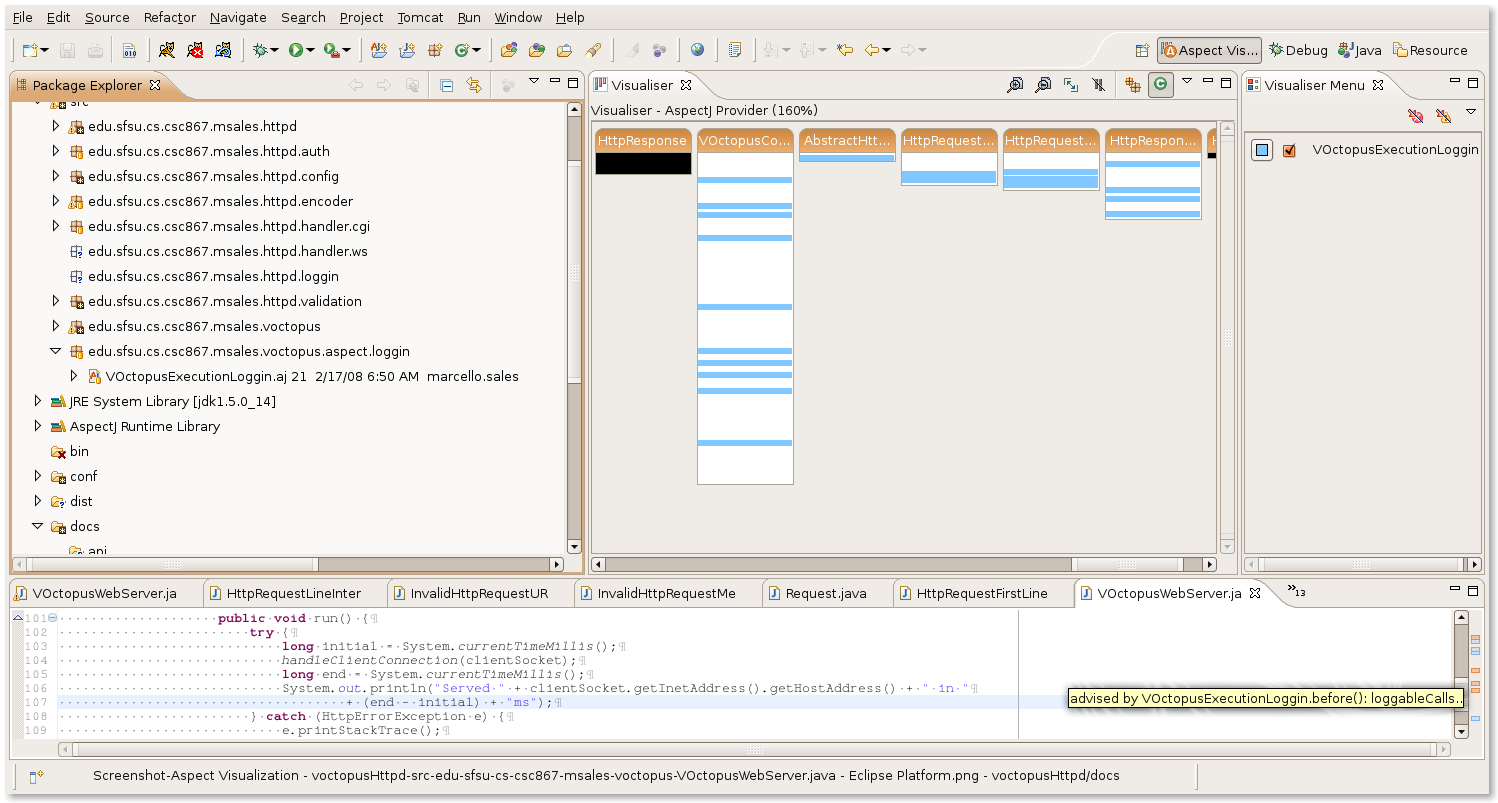 File Edit Source Refactor Navigate Search Project Tomcat Run Window Help
Aspect Vis... Debug Java Resource
Package Explorer
src
edu.sfsu.cs.csc867.msales.httpd
edu.sfsu.cs.csc867.msales.httpd.auth
edu.sfsu.cs.csc867.msales.httpd.config
edu.sfsu.cs.csc867.msales.httpd.encoder
edu.sfsu.cs.csc867.msales.httpd.handler.cgi
edu.sfsu.cs.csc867.msales.httpd.handler.ws
edu.sfsu.cs.csc867.msales.httpd.loggin
edu.sfsu.cs.csc867.msales.httpd.validation
edu.sfsu.cs.csc867.msales.voctopus
edu.sfsu.cs.csc867.msales.voctopus.aspect.loggin
VOctopusExecutionLoggin.aj 21 2/17/08 6:50 AM marcello.sales
JRE System Library [jdk1.5.0_14]
AspectJ Runtime Library
bin
conf
dist
docs
api
Visualiser
Visualiser - AspectJ Provider (160%)
HttpResponse VOctopusCo... AbstractHtt... HttpRequest... HttpRequest... HttpRespon...
Visualiser Menu
VOctopusExecutionLoggin
VOctopusWebServer.ja HttpRequestLineInter InvalidHttpRequestUR InvalidHttpRequestMe Request.java HttpRequestFirstLine VOctopusWebServer.ja »13
101 public·void·run()·{¶
102 try·{¶
103 long·initial·=·System.currentTimeMillis();¶
104 handleClientConnection(clientSocket);¶
105 long·end·=·System.currentTimeMillis();¶
106 System.out.println("Served·"·+·clientSocket.getInetAddress().getHostAddress()·+·"·in·"¶
107 +·(end·-·initial)·+·"ms");¶
108 }·catch·(HttpErrorException·e)·{¶
109 e.printStackTrace();¶
advised by VOctopusExecutionLoggin.before(): loggableCalls..
Screenshot-Aspect Visualization - voctopusHttpd-src-edu-sfsu-cs-csc867-msales-voctopus-VOctopusWebServer.java - Eclipse Platform.png - voctopusHttpd/docs